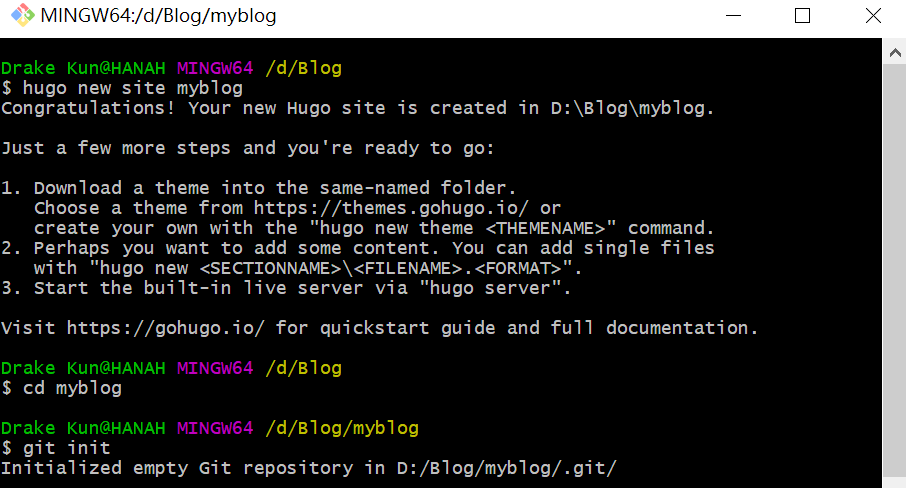 MINGW64:/d/Blog/myblog
Drake Kun@HANAH MINGW64 /d/Blog
$ hugo new site myblog
Congratulations! Your new Hugo site is created in D:\Blog\myblog.
Just a few more steps and you're ready to go:
1. Download a theme into the same-named folder.
   Choose a theme from https://themes.gohugo.io/ or
   create your own with the "hugo new theme <THEMENAME>" command.
2. Perhaps you want to add some content. You can add single files
   with "hugo new <SECTIONNAME>\<FILENAME>.<FORMAT>".
3. Start the built-in live server via "hugo server".
Visit https://gohugo.io/ for quickstart guide and full documentation.
Drake Kun@HANAH MINGW64 /d/Blog
$ cd myblog
Drake Kun@HANAH MINGW64 /d/Blog/myblog
$ git init
Initialized empty Git repository in D:/Blog/myblog/.git/